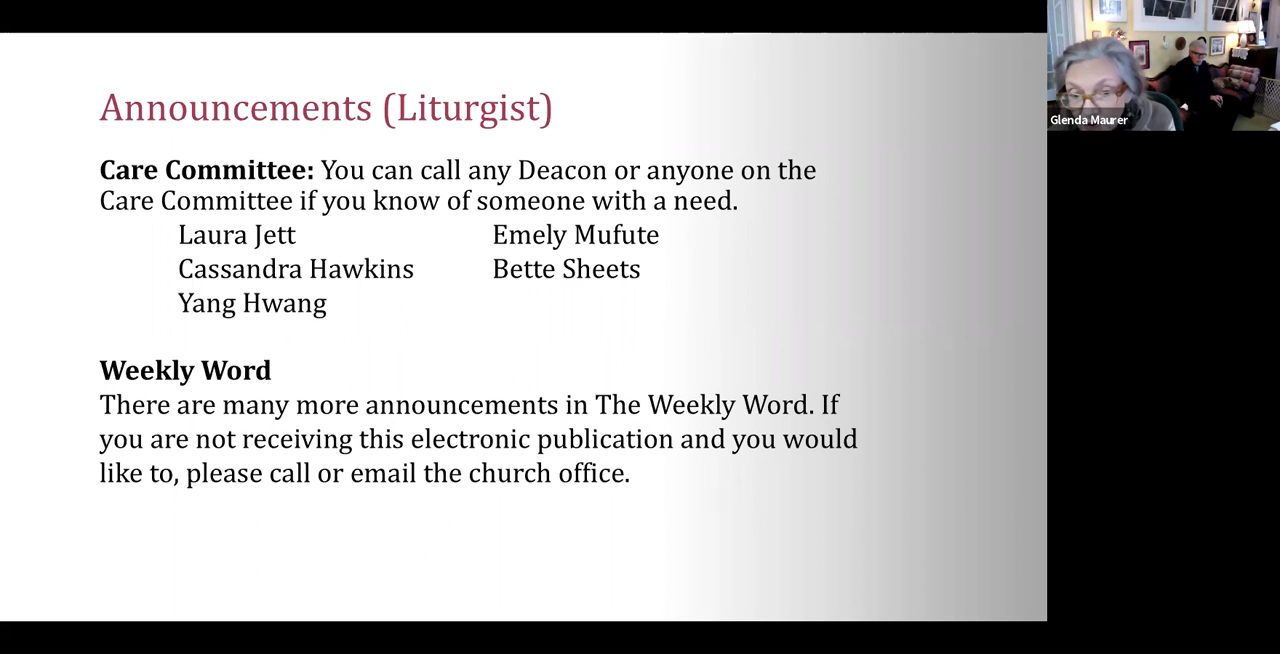 Announcements (Liturgist)
Care Committee: You can call any Deacon or anyone on the
Care Committee if you know of someone with a need.
Laura Jett Emely Mufute
Cassandra Hawkins Bette Sheets
Yang Hwang
Weekly Word
There are many more announcements in The Weekly Word. If
you are not receiving this electronic publication and you would
like to, please call or email the church office.
Glenda Maurer